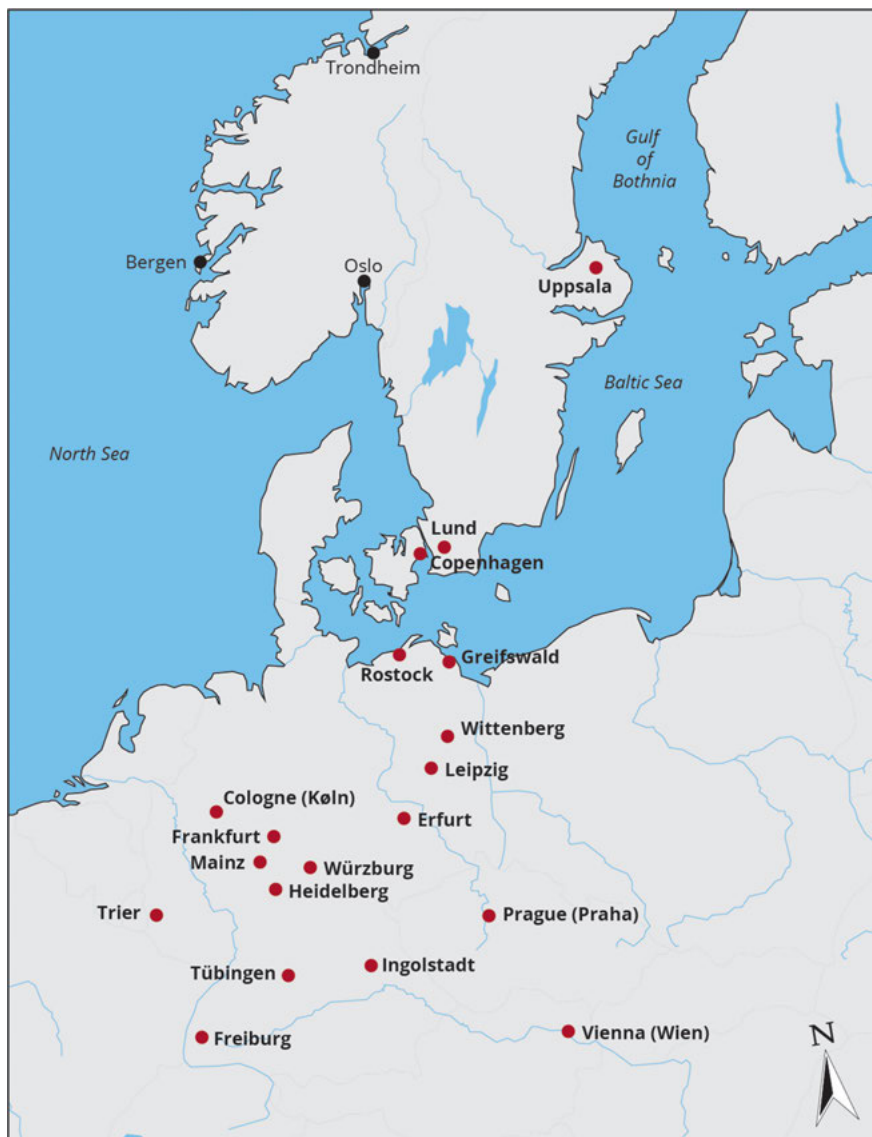 Trondheim
Gulf
of
Bothnia
Bergen
Oslo
Uppsala
Baltic Sea
North Sea
Lund
Copenhagen
Greifswald
Rostock
Wittenberg
Leipzig
Cologne (Køln)
Erfurt
Frankfurt
Mainz
Würzburg
Heidelberg
Trier
Prague (Praha)
Ingolstadt
Tübingen
Freiburg
Vienna (Wien)
N